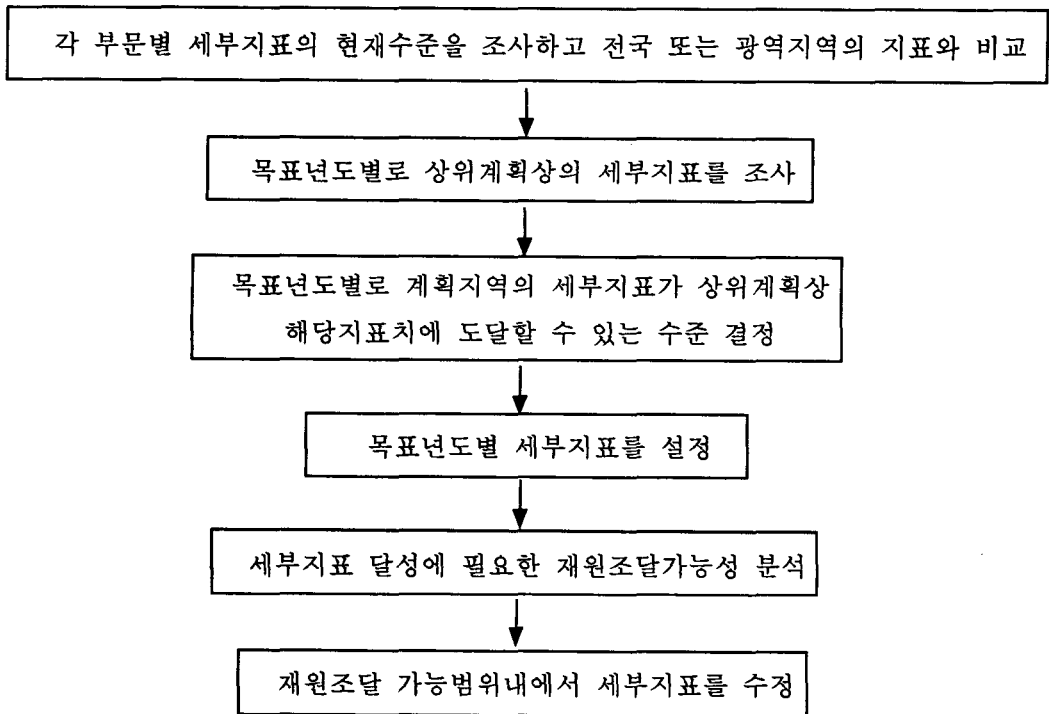 각 부문별 세부지표의 현재수준을 조사하고 전국 또는 광역지역의 지표와 비교
목표년도별로 상위계획상의 세부지표를 조사
목표년도별로 계획지역의 세부지표가 상위계획상
해당지표치에 도달할 수 있는 수준 결정
목표년도별 세부지표를 설정
세부지표 달성에 필요한 재원조달가능성 분석
재원조달 가능범위내에서 세부지표를 수정